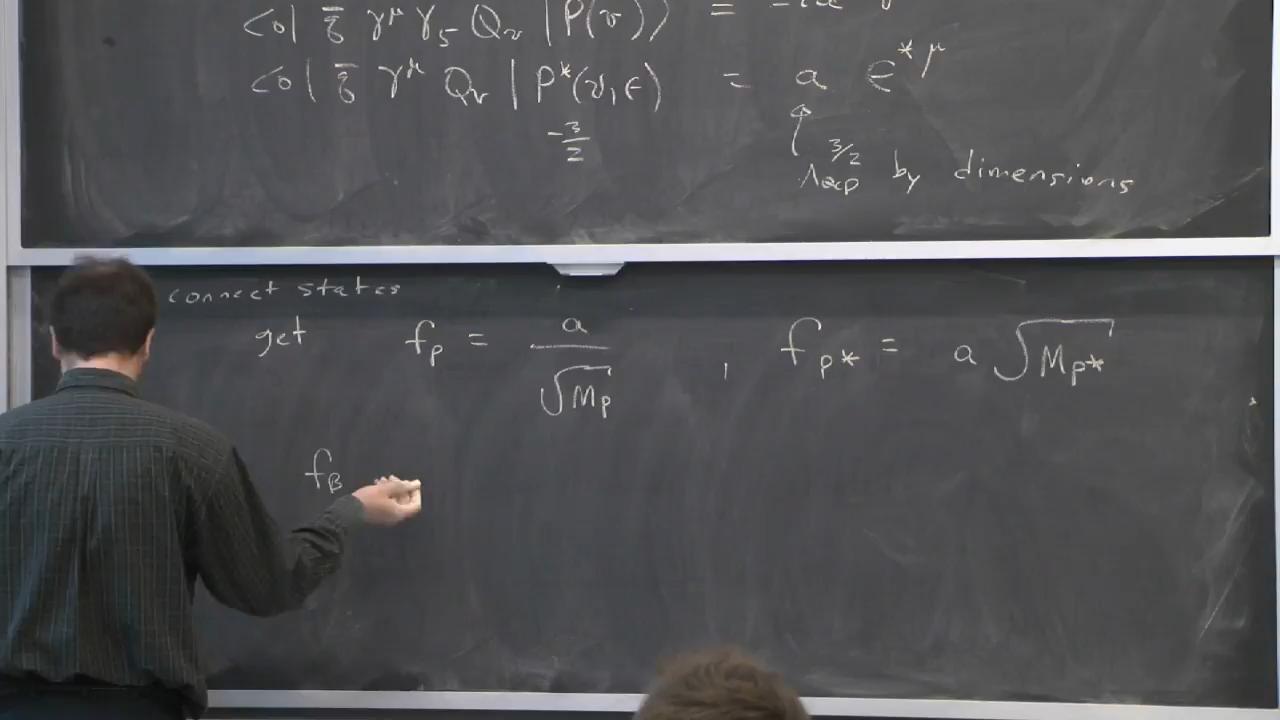 <0| q̄ γ^μ γ_5 Q_v |P(v)> =
<0| q̄ γ^μ Q_v |P*(v,ε)> = a ε*^μ
-3/2
Λ_QCD^{3/2} by dimensions
connect states
get f_P = a / √M_P , f_P* = a √M_P*
f_B